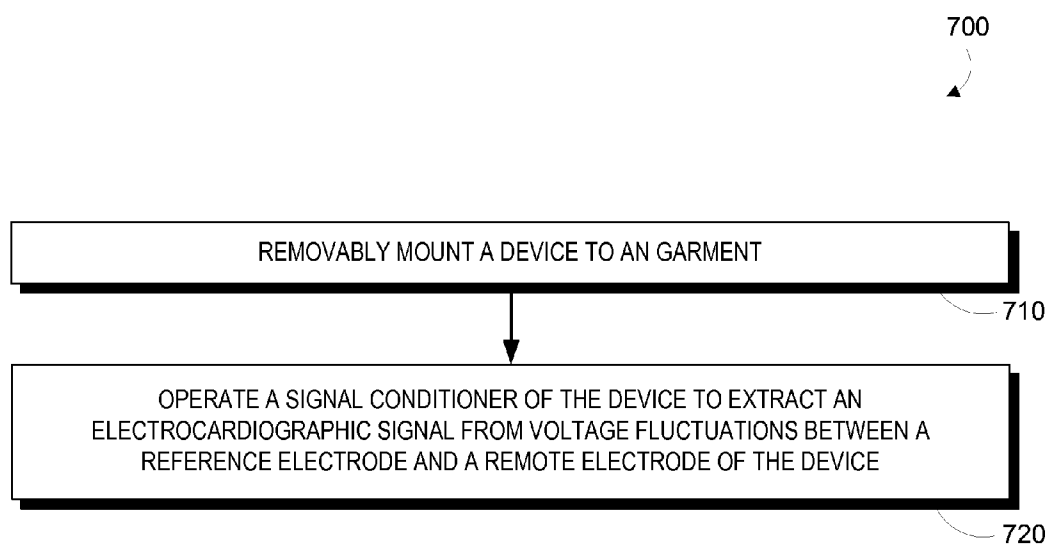 700
REMOVABLY MOUNT A DEVICE TO AN GARMENT
710
OPERATE A SIGNAL CONDITIONER OF THE DEVICE TO EXTRACT AN
ELECTROCARDIOGRAPHIC SIGNAL FROM VOLTAGE FLUCTUATIONS BETWEEN A
REFERENCE ELECTRODE AND A REMOTE ELECTRODE OF THE DEVICE
720